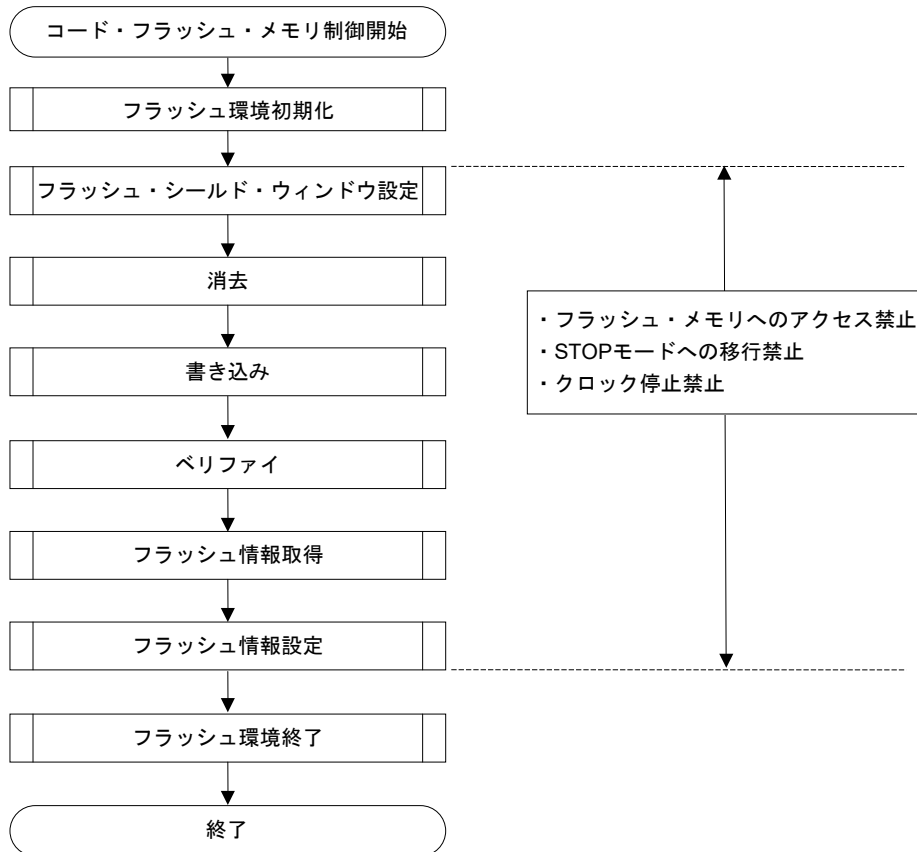 コード・フラッシュ・メモリ制御開始
フラッシュ環境初期化
フラッシュ・シールド・ウィンドウ設定
消去
書き込み
ベリファイ
フラッシュ情報取得
フラッシュ情報設定
フラッシュ環境終了
終了
・フラッシュ・メモリへのアクセス禁止
・STOPモードへの移行禁止
・クロック停止禁止